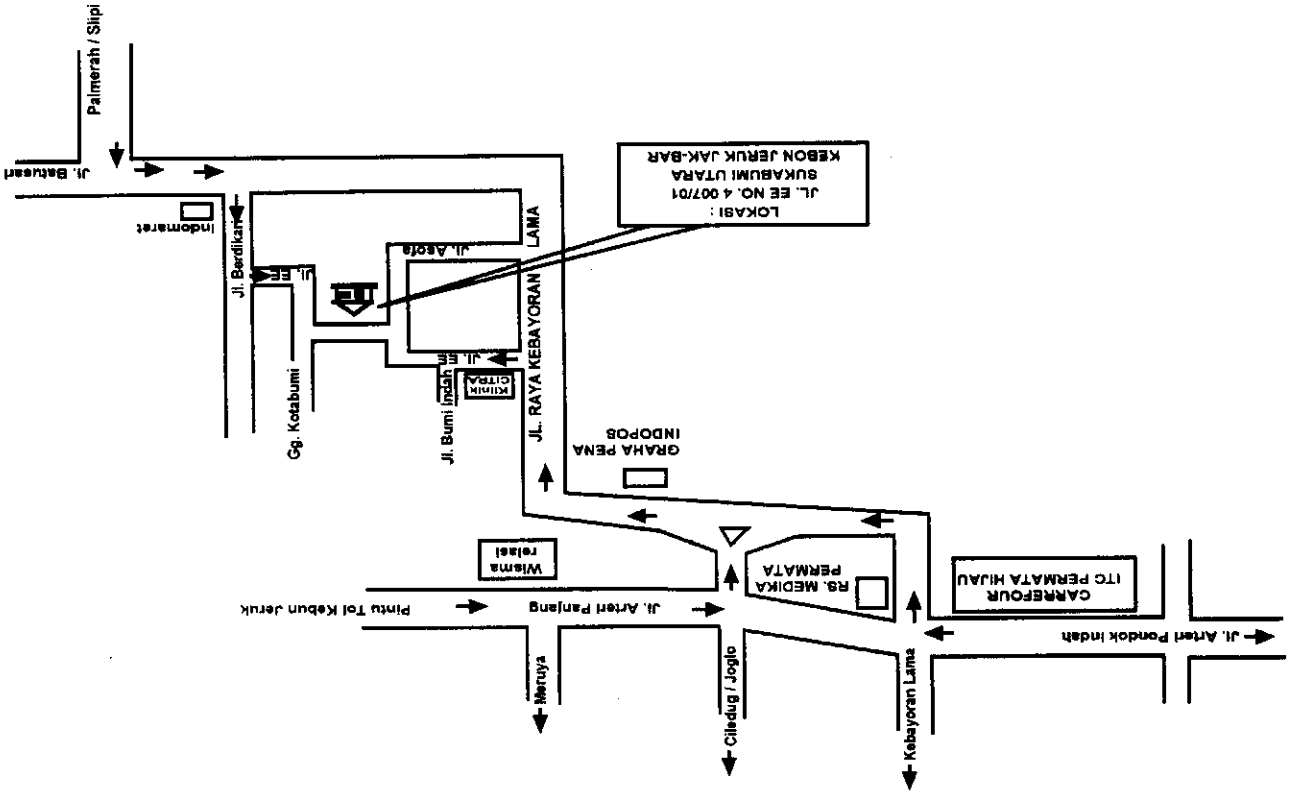 Palmerah / Slipi
Jl. Batusari
Indomaret
Jl. Berdikari
Jl. EE
Gg. Kotabumi
Jl. Asofa
Jl. EE
Jl. Bumi Indah
Klinik
CITRA
JL. RAYA KEBAYORAN LAMA
LOKASI :
JL. EE NO. 4 007/01
SUKABUMI UTARA
KEBON JERUK JAK-BAR
GRAHA PENA
INDOPOS
Wisma
relasi
Pintu Tol Kebun Jeruk
Jl. Arteri Panjang
RS. MEDIKA
PERMATA
CARREFOUR
ITC PERMATA HIJAU
Jl. Arteri Pondok Indah
Meruya
Ciledug / Joglo
Kebayoran Lama